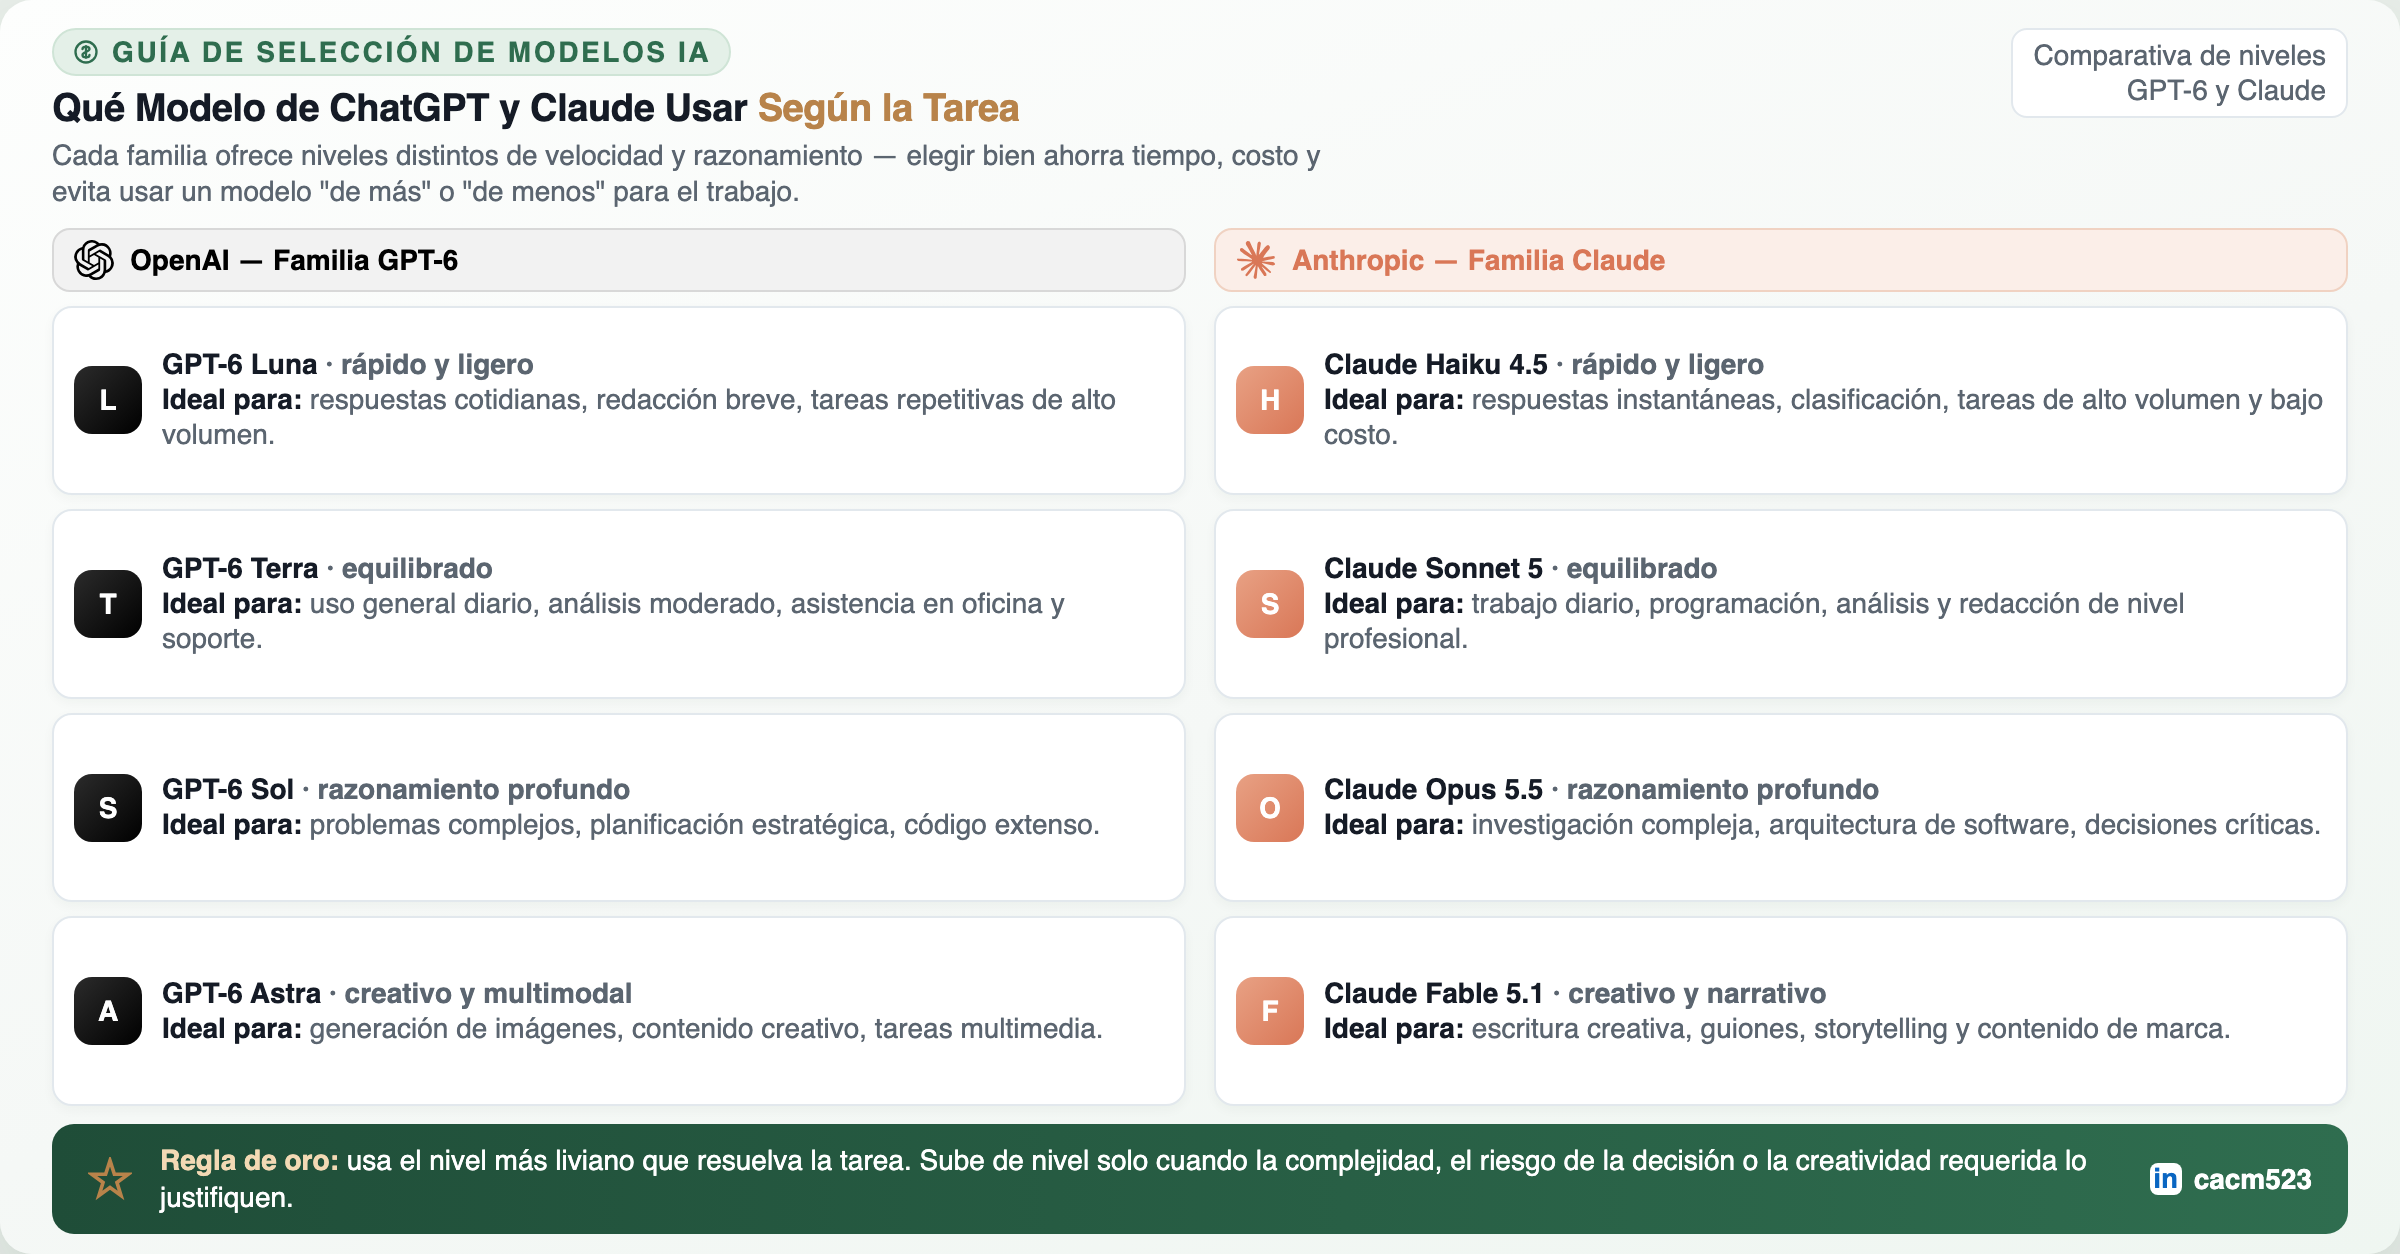 GUÍA DE SELECCIÓN DE MODELOS IA
Qué Modelo de ChatGPT y Claude Usar Según la Tarea
Cada familia ofrece niveles distintos de velocidad y razonamiento — elegir bien ahorra tiempo, costo y
evita usar un modelo "de más" o "de menos" para el trabajo.
Comparativa de niveles
GPT-6 y Claude
OpenAI — Familia GPT-6
L
GPT-6 Luna · rápido y ligero
Ideal para: respuestas cotidianas, redacción breve, tareas repetitivas de alto
volumen.
T
GPT-6 Terra · equilibrado
Ideal para: uso general diario, análisis moderado, asistencia en oficina y
soporte.
S
GPT-6 Sol · razonamiento profundo
Ideal para: problemas complejos, planificación estratégica, código extenso.
A
GPT-6 Astra · creativo y multimodal
Ideal para: generación de imágenes, contenido creativo, tareas multimedia.
Anthropic — Familia Claude
H
Claude Haiku 4.5 · rápido y ligero
Ideal para: respuestas instantáneas, clasificación, tareas de alto volumen y bajo
costo.
S
Claude Sonnet 5 · equilibrado
Ideal para: trabajo diario, programación, análisis y redacción de nivel
profesional.
O
Claude Opus 5.5 · razonamiento profundo
Ideal para: investigación compleja, arquitectura de software, decisiones críticas.
F
Claude Fable 5.1 · creativo y narrativo
Ideal para: escritura creativa, guiones, storytelling y contenido de marca.
Regla de oro: usa el nivel más liviano que resuelva la tarea. Sube de nivel solo cuando la complejidad, el riesgo de la decisión o la creatividad requerida lo
justifiquen.
in cacm523